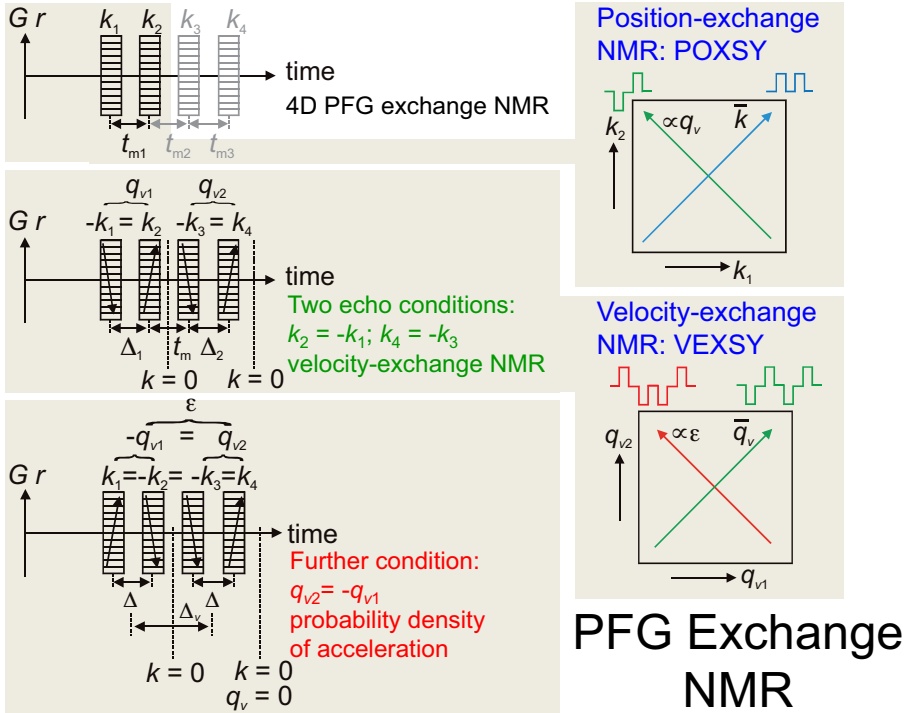 G r
k1 k2 k3 k4
time
4D PFG exchange NMR
tm1 tm2 tm3
qv1 qv2
-k1 = k2 -k3 = k4
G r
time
Two echo conditions:
k2 = -k1; k4 = -k3
velocity-exchange NMR
Δ1 tm Δ2
k = 0 k = 0
ε
-qv1 = qv2
G r
k1=-k2= -k3=k4
time
Further condition:
qv2= -qv1
probability density
of acceleration
Δ Δ
Δv
k = 0 k = 0
qv = 0
Position-exchange
NMR: POXSY
k2
∝qv k̅
k1
Velocity-exchange
NMR: VEXSY
qv2
∝ε q̅v
qv1
PFG Exchange
NMR